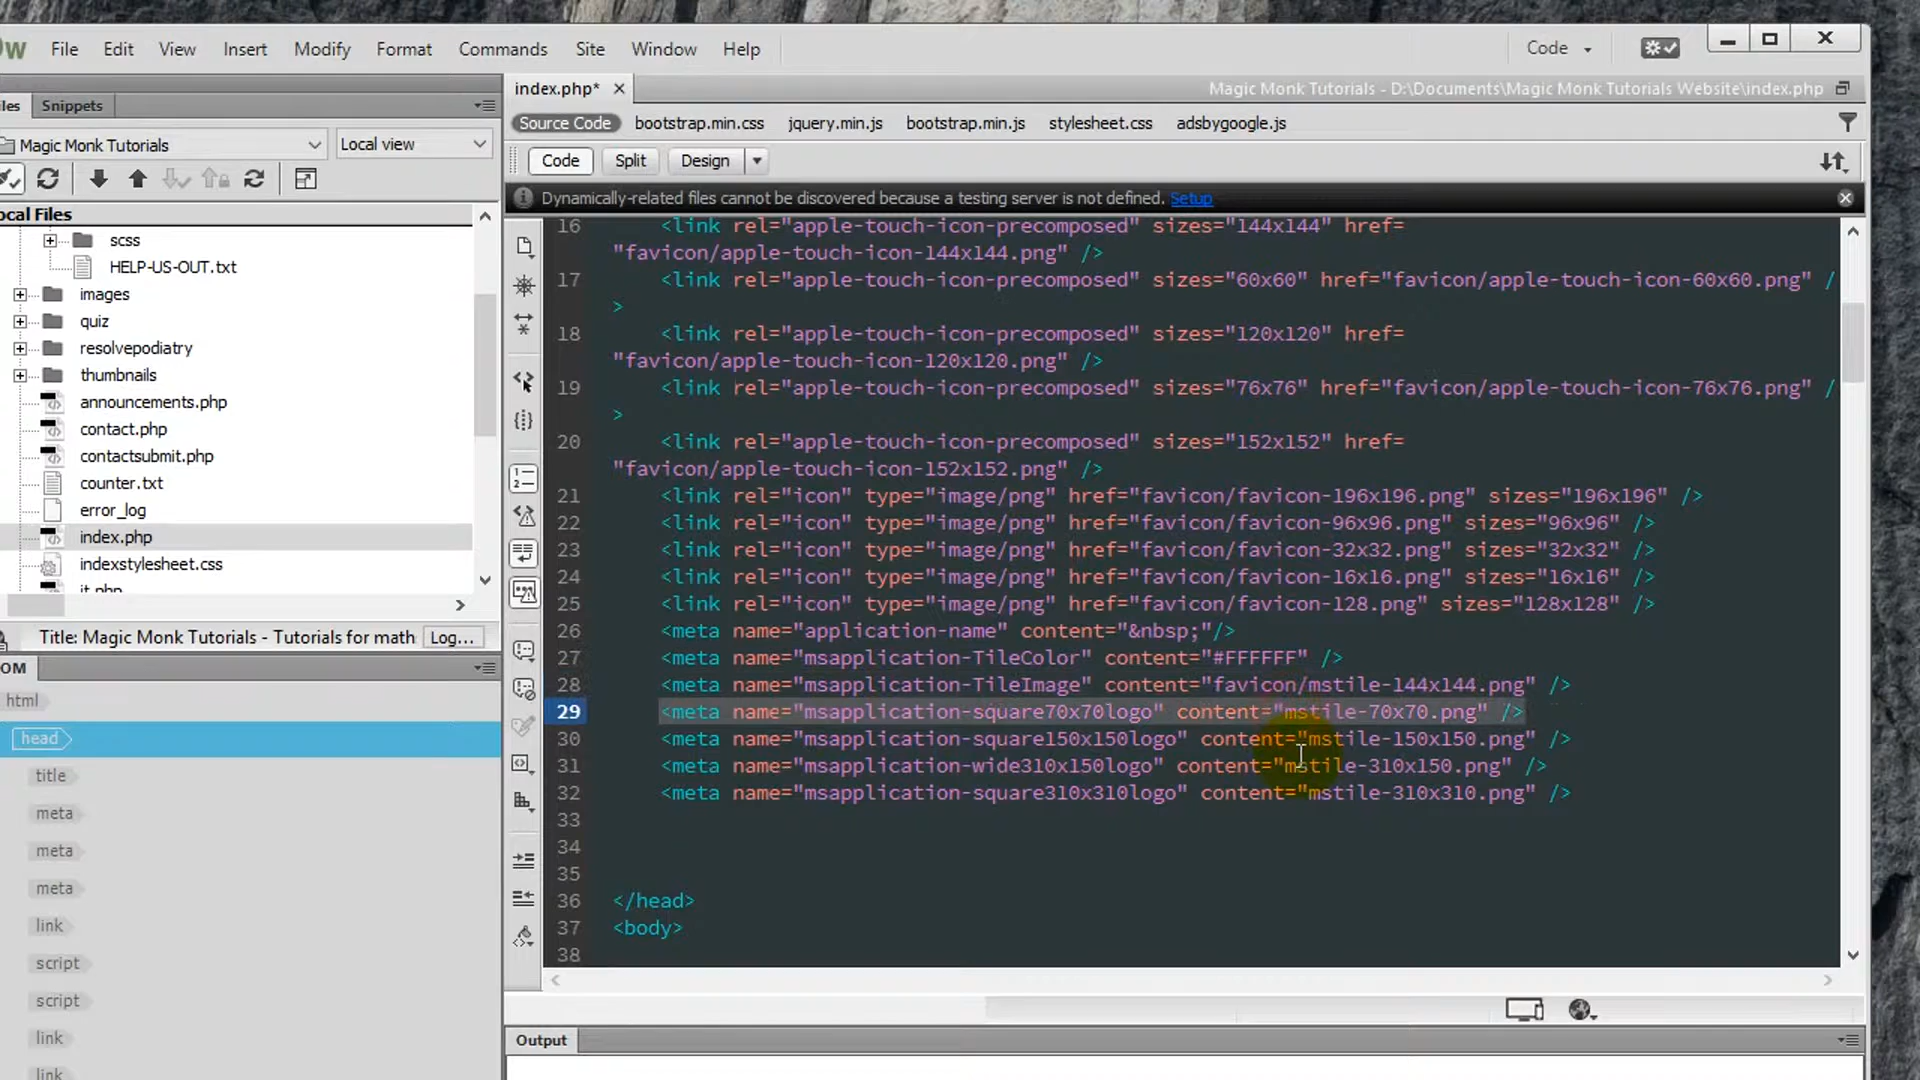 File Edit View Insert Modify Format Commands Site Window Help
Code
Snippets
index.php*
Magic Monk Tutorials - D:\Documents\Magic Monk Tutorials Website\index.php
Source Code bootstrap.min.css jquery.min.js bootstrap.min.js stylesheet.css adsbygoogle.js
Magic Monk Tutorials
Local view
Code Split Design
Dynamically-related files cannot be discovered because a testing server is not defined. Setup
ocal Files
scss
HELP-US-OUT.txt
images
quiz
resolvepodiatry
thumbnails
announcements.php
contact.php
contactsubmit.php
counter.txt
error_log
index.php
indexstylesheet.css
it.php
Title: Magic Monk Tutorials - Tutorials for math
Log...
OM
html
head
title
meta
meta
meta
link
script
script
link
link
16 <link rel="apple-touch-icon-precomposed" sizes="144x144" href=
"favicon/apple-touch-icon-144x144.png" />
17 <link rel="apple-touch-icon-precomposed" sizes="60x60" href="favicon/apple-touch-icon-60x60.png" /
>
18 <link rel="apple-touch-icon-precomposed" sizes="120x120" href=
"favicon/apple-touch-icon-120x120.png" />
19 <link rel="apple-touch-icon-precomposed" sizes="76x76" href="favicon/apple-touch-icon-76x76.png" /
>
20 <link rel="apple-touch-icon-precomposed" sizes="152x152" href=
"favicon/apple-touch-icon-152x152.png" />
21 <link rel="icon" type="image/png" href="favicon/favicon-196x196.png" sizes="196x196" />
22 <link rel="icon" type="image/png" href="favicon/favicon-96x96.png" sizes="96x96" />
23 <link rel="icon" type="image/png" href="favicon/favicon-32x32.png" sizes="32x32" />
24 <link rel="icon" type="image/png" href="favicon/favicon-16x16.png" sizes="16x16" />
25 <link rel="icon" type="image/png" href="favicon/favicon-128.png" sizes="128x128" />
26 <meta name="application-name" content="&nbsp;"/>
27 <meta name="msapplication-TileColor" content="#FFFFFF" />
28 <meta name="msapplication-TileImage" content="favicon/mstile-144x144.png" />
29 <meta name="msapplication-square70x70logo" content="mstile-70x70.png" />
30 <meta name="msapplication-square150x150logo" content="mstile-150x150.png" />
31 <meta name="msapplication-wide310x150logo" content="mstile-310x150.png" />
32 <meta name="msapplication-square310x310logo" content="mstile-310x310.png" />
33
34
35
36 </head>
37 <body>
38
Output